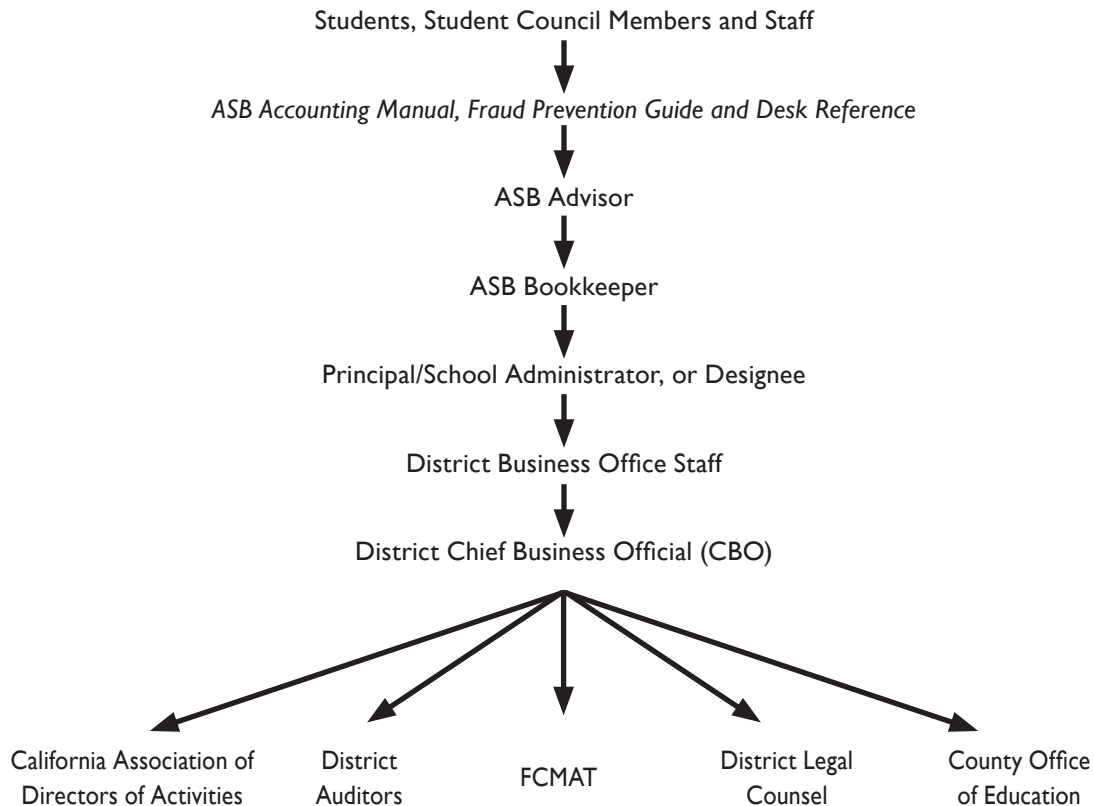 Students, Student Council Members and Staff
ASB Accounting Manual, Fraud Prevention Guide and Desk Reference
ASB Advisor
ASB Bookkeeper
Principal/School Administrator, or Designee
District Business Office Staff
District Chief Business Official (CBO)
California Association of
Directors of Activities
District
Auditors
FCMAT
District Legal
Counsel
County Office
of Education